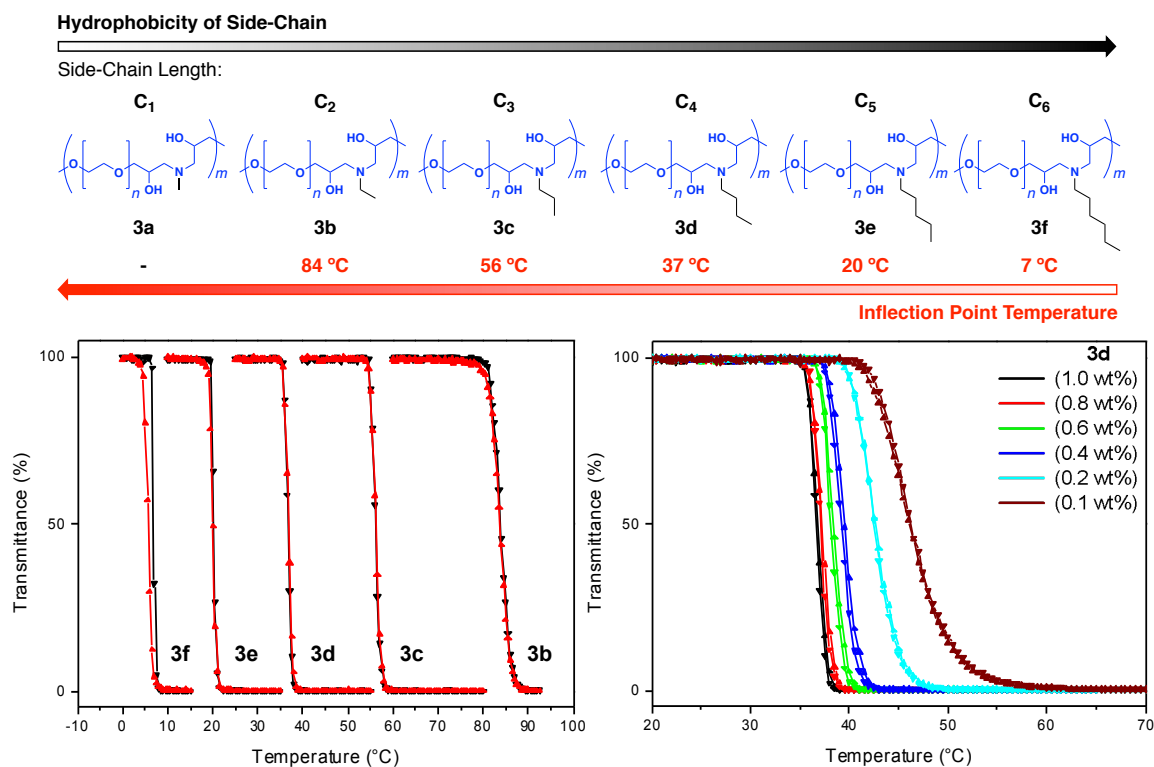 Hydrophobicity of Side-Chain
Side-Chain Length:
C1 C2 C3 C4 C5 C6
HO HO HO HO HO HO
O O N O O N O O N O O N O O N O O N
n OH m n OH m n OH m n OH m n OH m n OH m
3a 3b 3c 3d 3e 3f
- 84 ºC 56 ºC 37 ºC 20 ºC 7 ºC
Inflection Point Temperature
Transmittance (%)
100
50
0
3f 3e 3d 3c 3b
-10 0 10 20 30 40 50 60 70 80 90 100
Temperature (°C)
Transmittance (%)
100
50
0
3d
(1.0 wt%)
(0.8 wt%)
(0.6 wt%)
(0.4 wt%)
(0.2 wt%)
(0.1 wt%)
20 30 40 50 60 70
Temperature (°C)